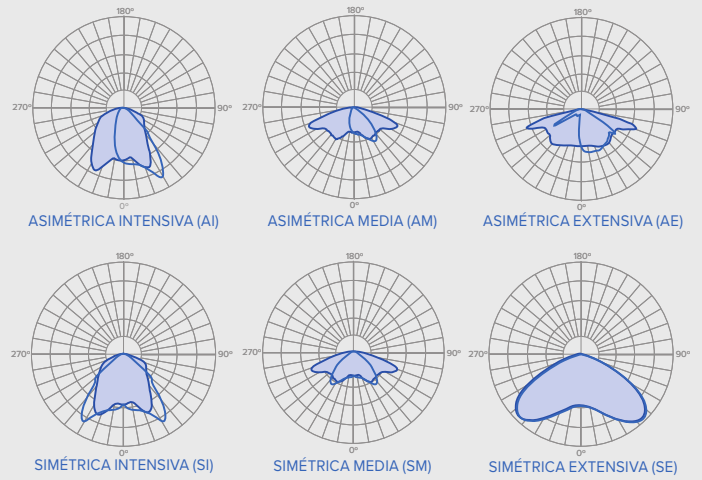 180° 180° 180°
270° 90° 270° 90° 270° 90°
0° 0° 0°
ASIMÉTRICA INTENSIVA (AI) ASIMÉTRICA MEDIA (AM) ASIMÉTRICA EXTENSIVA (AE)
180° 180° 180°
270° 90° 270° 90° 270° 90°
0° 0° 0°
SIMÉTRICA INTENSIVA (SI) SIMÉTRICA MEDIA (SM) SIMÉTRICA EXTENSIVA (SE)